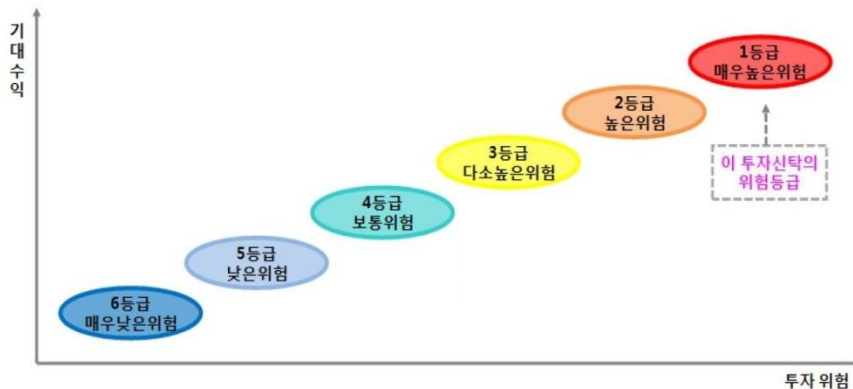 기대수익
1등급
매우높은위험
2등급
높은위험
이 투자신탁의
위험등급
3등급
다소높은위험
4등급
보통위험
5등급
낮은위험
6등급
매우낮은위험
투자 위험